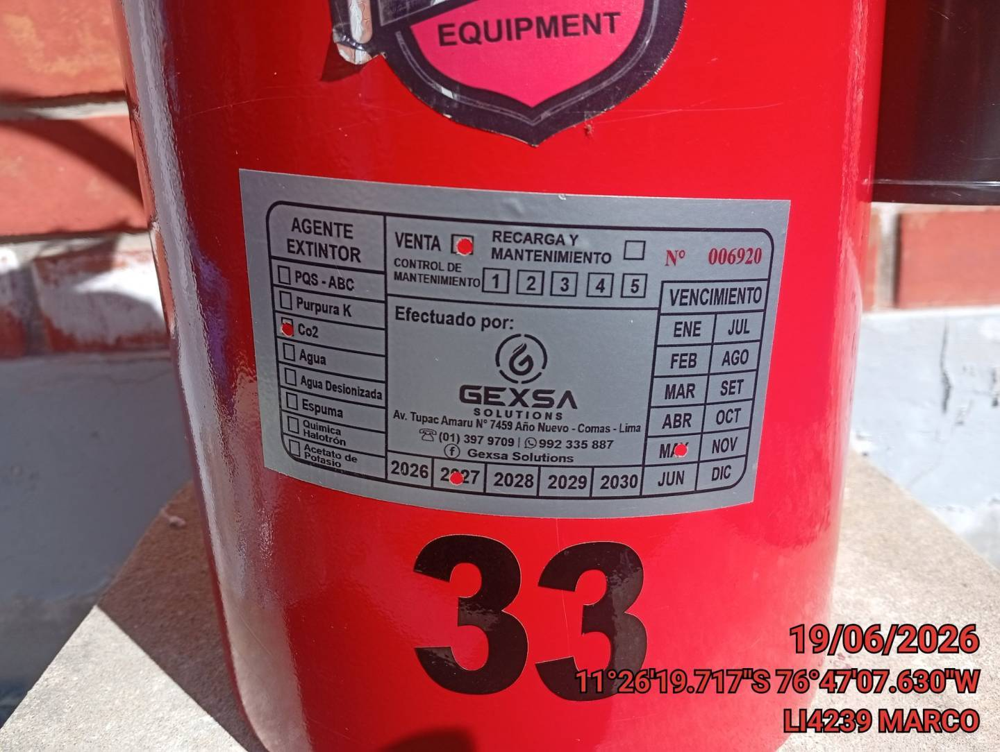 EQUIPMENT
AGENTE
EXTINTOR
PQS - ABC
Purpura K
Co2
Agua
Agua Desionizada
Espuma
Quimica
Halotrón
Acetato de
Potasio
VENTA
RECARGA Y
MANTENIMIENTO
Nº 006920
CONTROL DE
MANTENIMIENTO 1 2 3 4 5
Efectuado por:
GEXSA
SOLUTIONS
Av. Tupac Amaru N° 7459 Año Nuevo - Comas - Lima
(01) 397 9709 | 992 335 887
Gexsa Solutions
2026 2027 2028 2029 2030
VENCIMIENTO
ENE JUL
FEB AGO
MAR SET
ABR OCT
MAY NOV
JUN DIC
33
19/06/2026
11°26'19.717"S 76°47'07.630"W
LI4239 MARCO